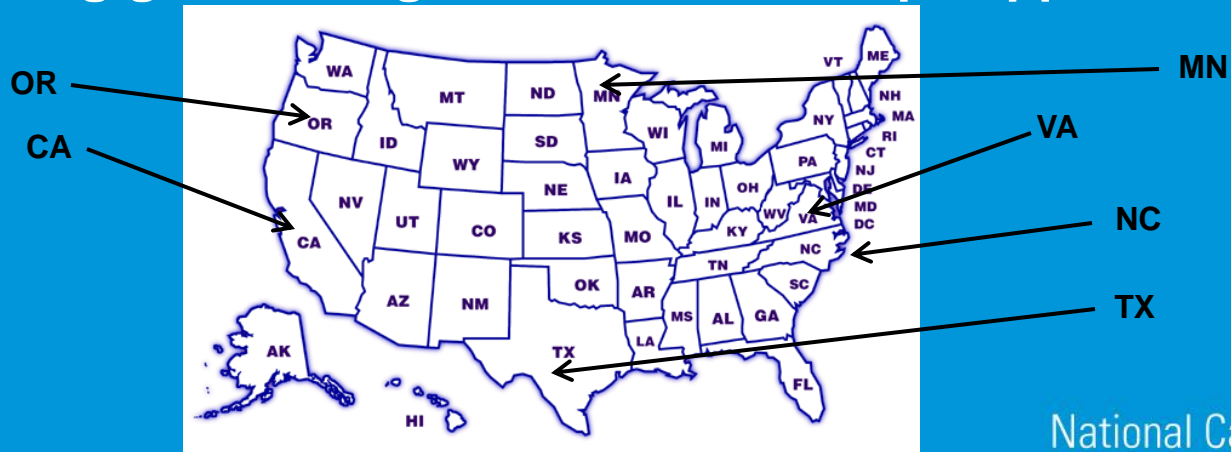 OR
CA
MN
VA
NC
TX
WA
MT
ND
MN
OR
ID
SD
WI
MI
WY
NE
IA
NV
UT
CO
KS
MO
IL
IN
OH
WV
VA
KY
CA
AZ
NM
OK
AR
TN
NC
SC
TX
LA
MS
AL
GA
FL
AK
HI
VT
ME
NH
NY
MA
RI
CT
PA
NJ
DE
MD
DC
National Ca